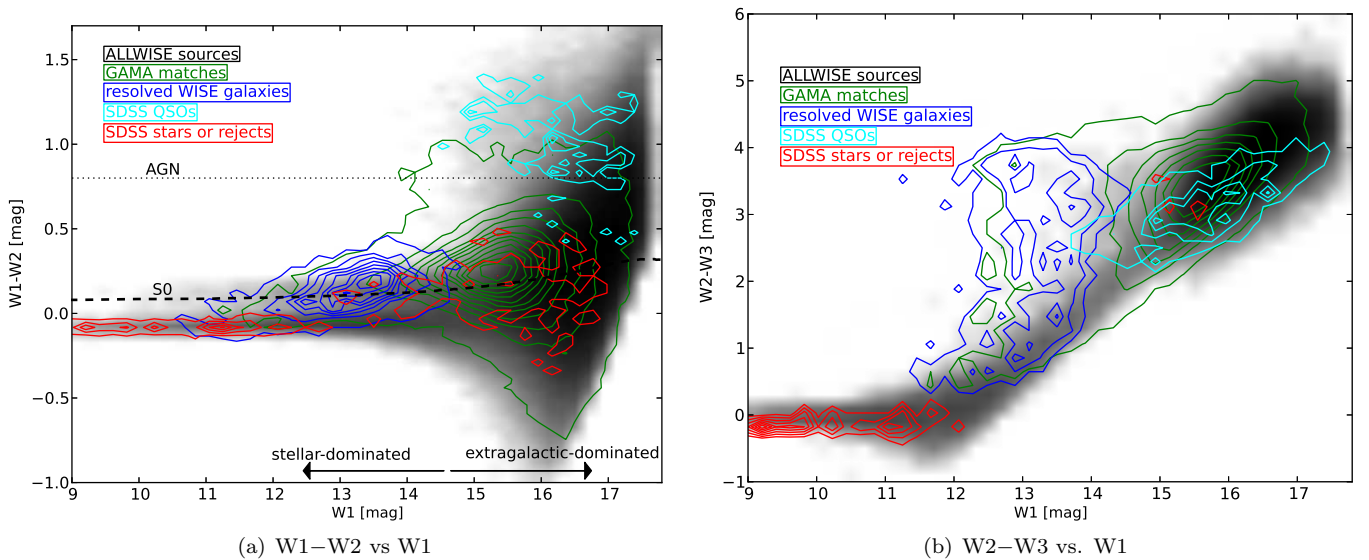 1.5
1.0
0.5
0.0
−0.5
−1.0
W1-W2 [mag]
ALLWISE sources
GAMA matches
resolved WISE galaxies
SDSS QSOs
SDSS stars or rejects
AGN
S0
stellar-dominated
extragalactic-dominated
9 10 11 12 13 14 15 16 17
W1 [mag]
(a) W1−W2 vs W1
6
5
4
3
2
1
0
−1
W2-W3 [mag]
ALLWISE sources
GAMA matches
resolved WISE galaxies
SDSS QSOs
SDSS stars or rejects
9 10 11 12 13 14 15 16 17
W1 [mag]
(b) W2−W3 vs. W1